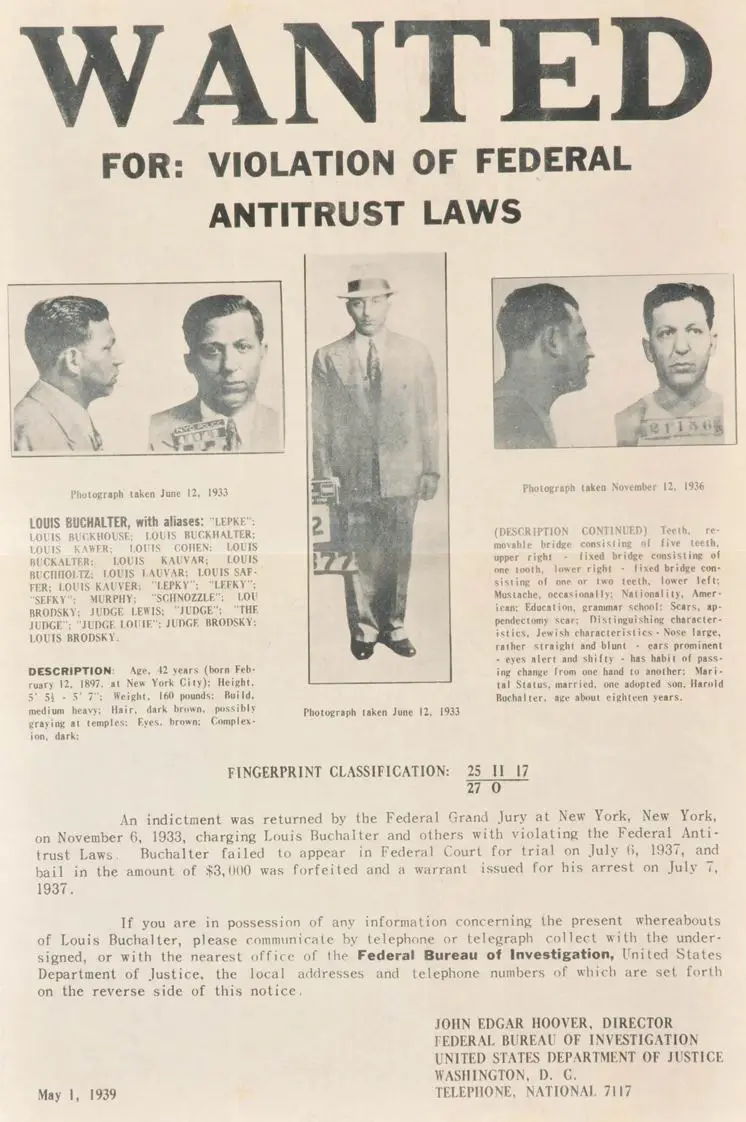 WANTED
FOR: VIOLATION OF FEDERAL
ANTITRUST LAWS
N.Y.C. POLICE
2
Photograph taken June 12, 1933
LOUIS BUCHALTER, with aliases: "LEPKE";
LOUIS BUCKHOUSE; LOUIS BUCKHALTER;
LOUIS KAWER; LOUIS COHEN; LOUIS
BUCKALTER; LOUIS KAUVAR; LOUIS
BUCHHOLTZ; LOUIS LAUVAR; LOUIS SAF-
FER; LOUIS KAUVER; "LEPKY"; "LEFKY";
"SEFKY"; MURPHY; "SCHNOZZLE"; LOU
BRODSKY; JUDGE LEWIS; "JUDGE"; "THE
JUDGE"; "JUDGE LOUIE"; JUDGE BRODSKY;
LOUIS BRODSKY.
DESCRIPTION: Age, 42 years (born Feb-
ruary 12, 1897, at New York City); Height,
5' 5½ - 5' 7"; Weight, 160 pounds; Build,
medium heavy; Hair, dark brown, possibly
graying at temples; Eyes, brown; Complex-
ion, dark;
Photograph taken June 12, 1933
Photograph taken November 12, 1936
(DESCRIPTION CONTINUED) Teeth, re-
movable bridge consisting of five teeth,
upper right - fixed bridge consisting of
one tooth, lower right - fixed bridge con-
sisting of one or two teeth, lower left;
Mustache, occasionally; Nationality, Amer-
ican; Education, grammar school; Scars, ap-
pendectomy scar; Distinguishing character-
istics, Jewish characteristics - Nose large,
rather straight and blunt - ears prominent
- eyes alert and shifty - has habit of pass-
ing change from one hand to another; Mari-
tal Status, married, one adopted son, Harold
Buchalter, age about eighteen years.
FINGERPRINT CLASSIFICATION: 25 11 17
27 O
An indictment was returned by the Federal Grand Jury at New York, New York,
on November 6, 1933, charging Louis Buchalter and others with violating the Federal Anti-
trust Laws. Buchalter failed to appear in Federal Court for trial on July 6, 1937, and
bail in the amount of $3,000 was forfeited and a warrant issued for his arrest on July 7,
1937.
If you are in possession of any information concerning the present whereabouts
of Louis Buchalter, please communicate by telephone or telegraph collect with the under-
signed, or with the nearest office of the Federal Bureau of Investigation, United States
Department of Justice, the local addresses and telephone numbers of which are set forth
on the reverse side of this notice.
JOHN EDGAR HOOVER, DIRECTOR
FEDERAL BUREAU OF INVESTIGATION
UNITED STATES DEPARTMENT OF JUSTICE
WASHINGTON, D. C.
TELEPHONE, NATIONAL 7117
May 1, 1939